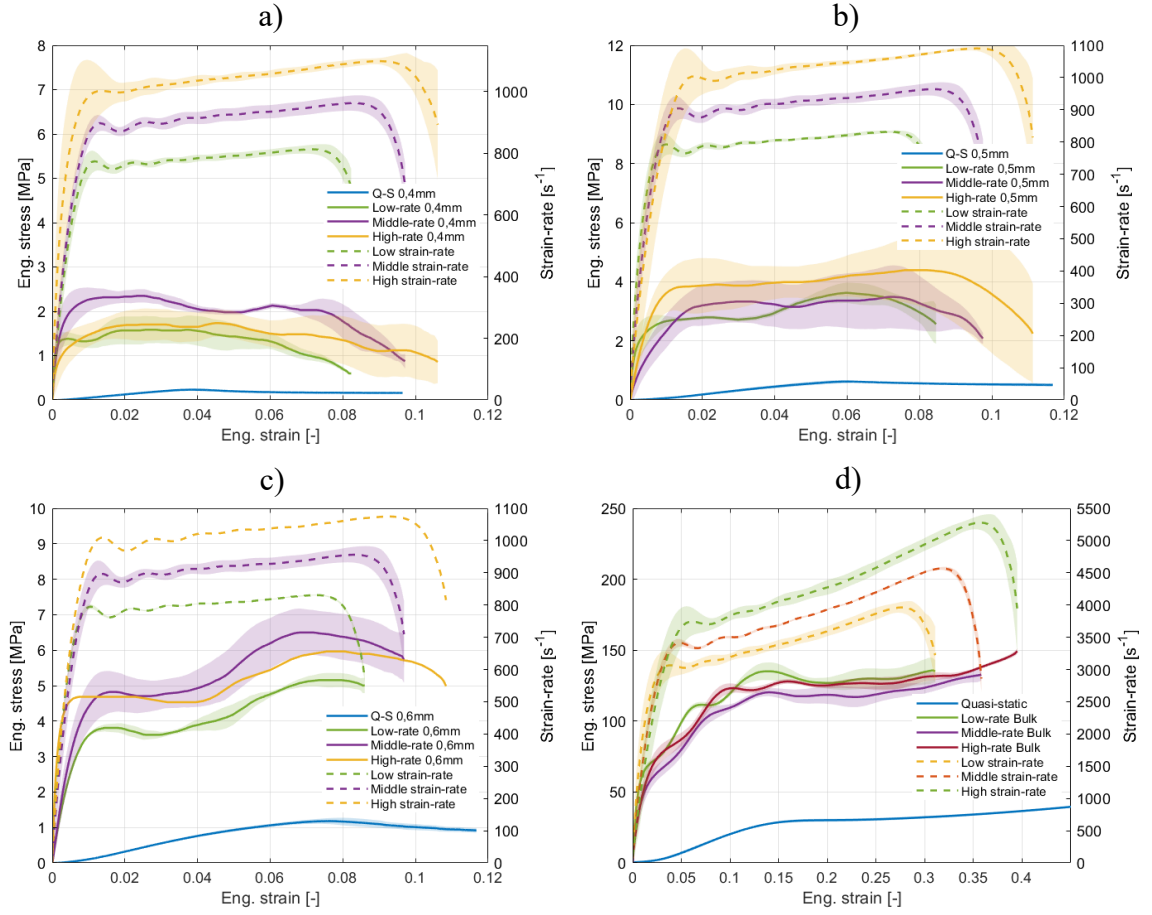 a)
8
7
6
5
4
3
2
1
0
Eng. stress [MPa]
1000
800
600
400
200
0
Strain-rate [s⁻¹]
Q-S 0,4mm
Low-rate 0,4mm
Middle-rate 0,4mm
High-rate 0,4mm
Low strain-rate
Middle strain-rate
High strain-rate
0 0.02 0.04 0.06 0.08 0.1 0.12
Eng. strain [-]
b)
12
10
8
6
4
2
0
Eng. stress [MPa]
1100
1000
900
800
700
600
500
400
300
200
100
0
Strain-rate [s⁻¹]
Q-S 0,5mm
Low-rate 0,5mm
Middle-rate 0,5mm
High-rate 0,5mm
Low strain-rate
Middle strain-rate
High strain-rate
0 0.02 0.04 0.06 0.08 0.1 0.12
Eng. strain [-]
c)
10
9
8
7
6
5
4
3
2
1
0
Eng. stress [MPa]
1100
1000
900
800
700
600
500
400
300
200
100
0
Strain-rate [s⁻¹]
Q-S 0,6mm
Low-rate 0,6mm
Middle-rate 0,6mm
High-rate 0,6mm
Low strain-rate
Middle strain-rate
High strain-rate
0 0.02 0.04 0.06 0.08 0.1 0.12
Eng. strain [-]
d)
250
200
150
100
50
0
Eng. stress [MPa]
5500
5000
4500
4000
3500
3000
2500
2000
1500
1000
500
0
Strain-rate [s⁻¹]
Quasi-static
Low-rate Bulk
Middle-rate Bulk
High-rate Bulk
Low strain-rate
Middle strain-rate
High strain-rate
0 0.05 0.1 0.15 0.2 0.25 0.3 0.35 0.4
Eng. strain [-]